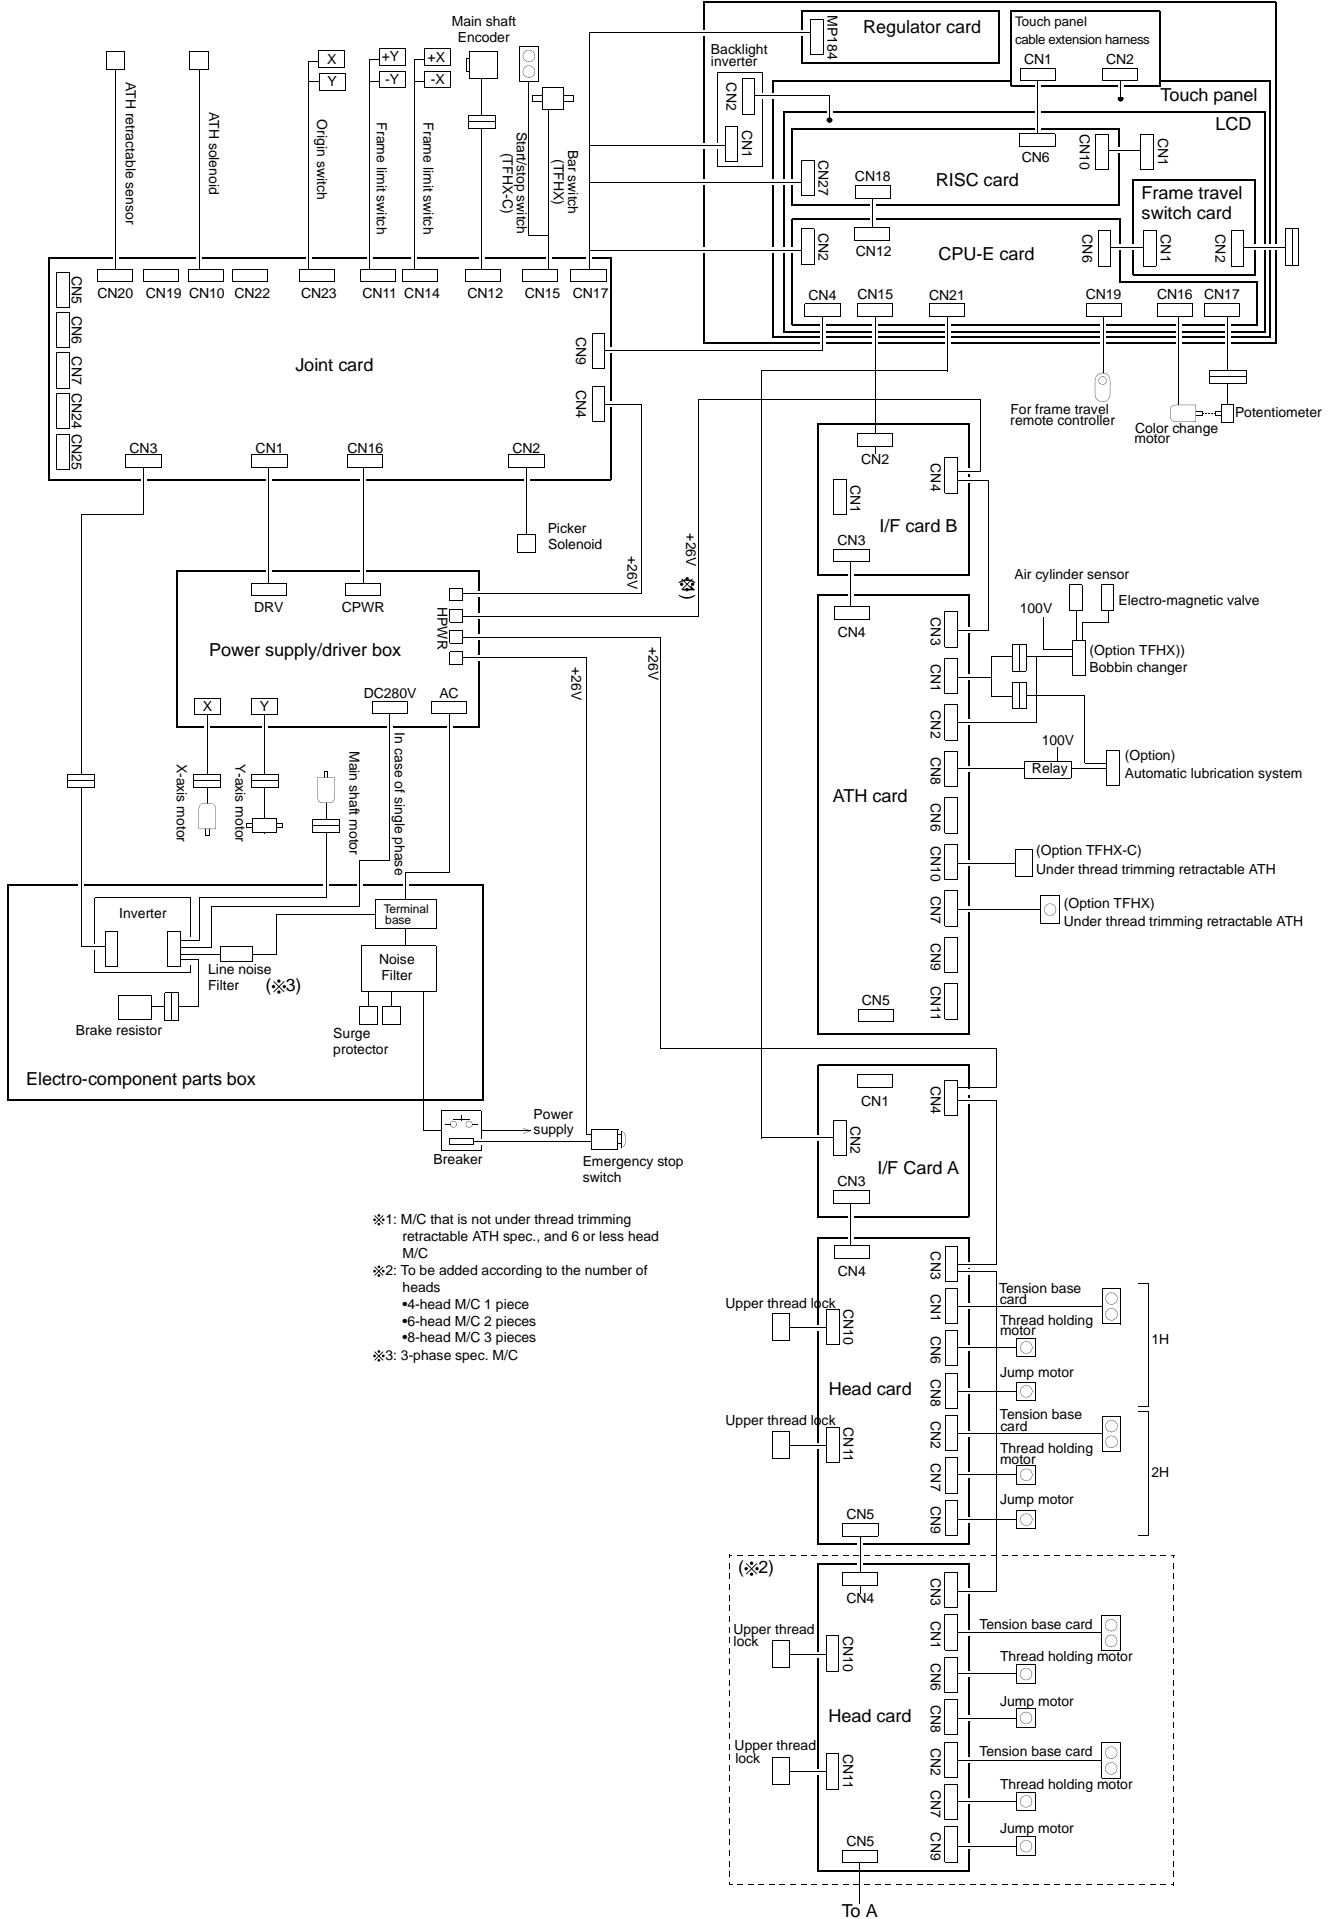 Main shaft
Encoder
X
Y
+Y
-Y
+X
-X
ATH retractable sensor
ATH solenoid
Origin switch
Frame limit switch
Frame limit switch
Start/stop switch
(TFHX-C)
Bar switch
(TFHX)
MP184
Regulator card
Touch panel
cable extension harness
CN1
CN2
Backlight
inverter
CN2
CN1
Touch panel
LCD
CN6
CN10
CN1
CN27
CN18
RISC card
Frame travel
switch card
CN2
CN12
CPU-E card
CN6
CN1
CN2
CN4
CN15
CN21
CN19
CN16
CN17
CN5
CN20
CN19
CN10
CN22
CN23
CN11
CN14
CN12
CN15
CN17
CN6
CN7
CN24
CN25
Joint card
CN9
CN4
CN3
CN1
CN16
CN2
For frame travel
remote controller
Color change
motor
Potentiometer
CN2
CN4
CN1
I/F card B
CN3
Picker
Solenoid
+26V
+26V
(※1)
DRV
CPWR
HPWR
Power supply/driver box
DC280V
AC
X
Y
+26V
+26V
X-axis motor
Y-axis motor
Main shaft motor
In case of single phase
Air cylinder sensor
100V
Electro-magnetic valve
(Option TFHX))
Bobbin changer
CN4
CN3
CN1
CN2
CN8
CN6
CN10
CN7
CN9
CN11
CN5
ATH card
100V
Relay
(Option)
Automatic lubrication system
(Option TFHX-C)
Under thread trimming retractable ATH
(Option TFHX)
Under thread trimming retractable ATH
Inverter
Terminal
base
Noise
Filter
Line noise
Filter
(※3)
Brake resistor
Surge
protector
Electro-component parts box
Power
supply
Breaker
Emergency stop
switch
CN1
CN4
CN2
I/F Card A
CN3
※1: M/C that is not under thread trimming
retractable ATH spec., and 6 or less head
M/C
※2: To be added according to the number of
heads
•4-head M/C 1 piece
•6-head M/C 2 pieces
•8-head M/C 3 pieces
※3: 3-phase spec. M/C
CN4
CN3
Upper thread lock
CN10
CN1
Tension base
card
CN6
Thread holding
motor
1H
Head card
CN8
Jump motor
Upper thread lock
CN11
CN2
Tension base
card
CN7
Thread holding
motor
2H
CN9
Jump motor
CN5
(※2)
CN4
CN3
Upper thread
lock
CN10
CN1
Tension base card
CN6
Thread holding motor
Head card
CN8
Jump motor
Upper thread
lock
CN11
CN2
Tension base card
CN7
Thread holding motor
CN9
Jump motor
CN5
To A